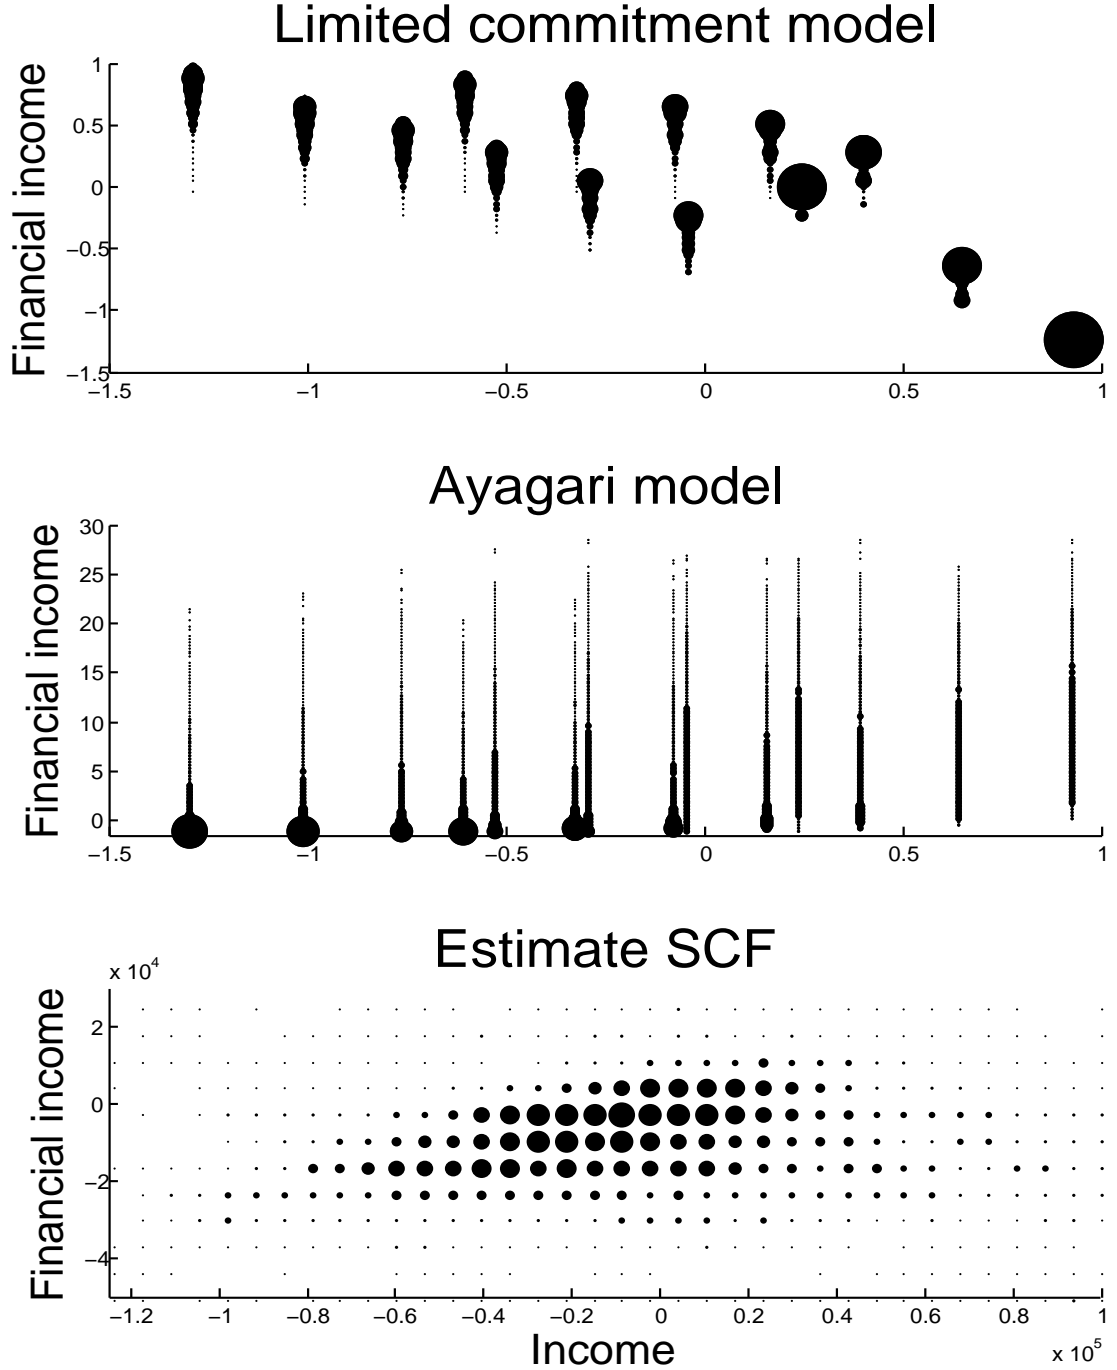 Limited commitment model
Financial income
1
0.5
0
−0.5
−1
−1.5
−1.5 −1 −0.5 0 0.5 1
Ayagari model
Financial income
30
25
20
15
10
5
0
−1.5 −1 −0.5 0 0.5 1
Estimate SCF
x 10^4
Financial income
2
0
−2
−4
−1.2 −1 −0.8 −0.6 −0.4 −0.2 0 0.2 0.4 0.6 0.8 1
Income
x 10^5